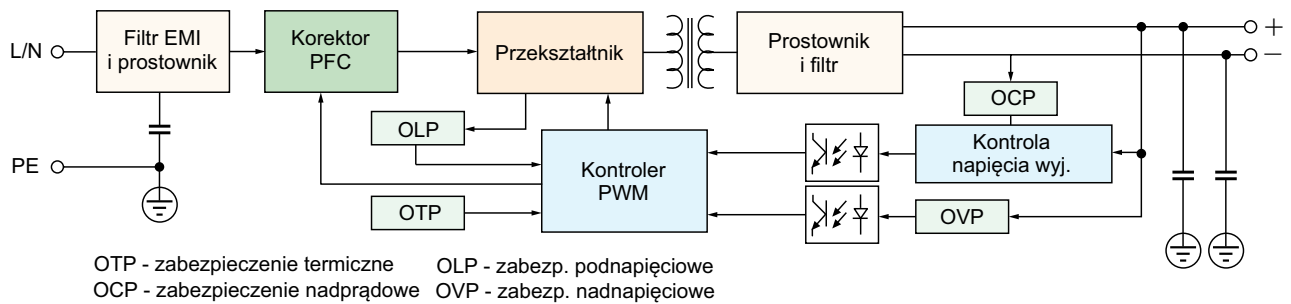 L/N
Filtr EMI
i prostownik
Korektor
PFC
Przekształtnik
Prostownik
i filtr
+
−
OCP
OLP
Kontroler
PWM
Kontrola
napięcia wyj.
PE
OTP
OVP
OTP - zabezpieczenie termiczne
OLP - zabezp. podnapięciowe
OCP - zabezpieczenie nadprądowe
OVP - zabezp. nadnapięciowe